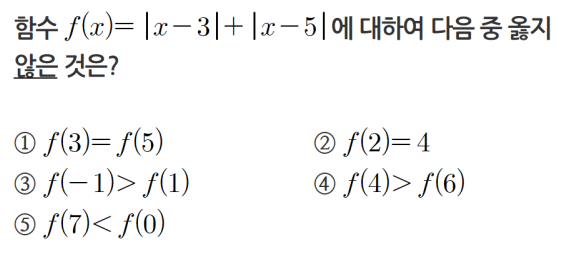 함수 f(x)= |x-3|+|x-5|에 대하여 다음 중 옳지
않은 것은?
① f(3)=f(5) ② f(2)=4
③ f(-1)>f(1) ④ f(4)>f(6)
⑤ f(7)<f(0)